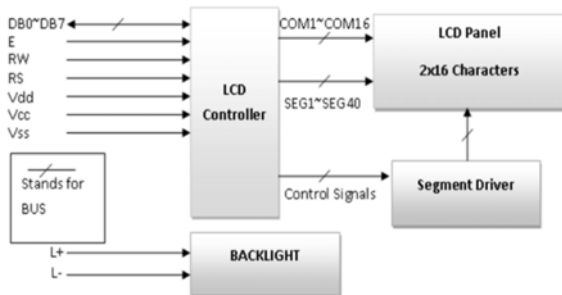 DB0~DB7
E
RW
RS
Vdd
Vcc
Vss
LCD
Controller
COM1~COM16
SEG1~SEG40
Control Signals
LCD Panel
2x16 Characters
Segment Driver
Stands for
BUS
L+
L-
BACKLIGHT